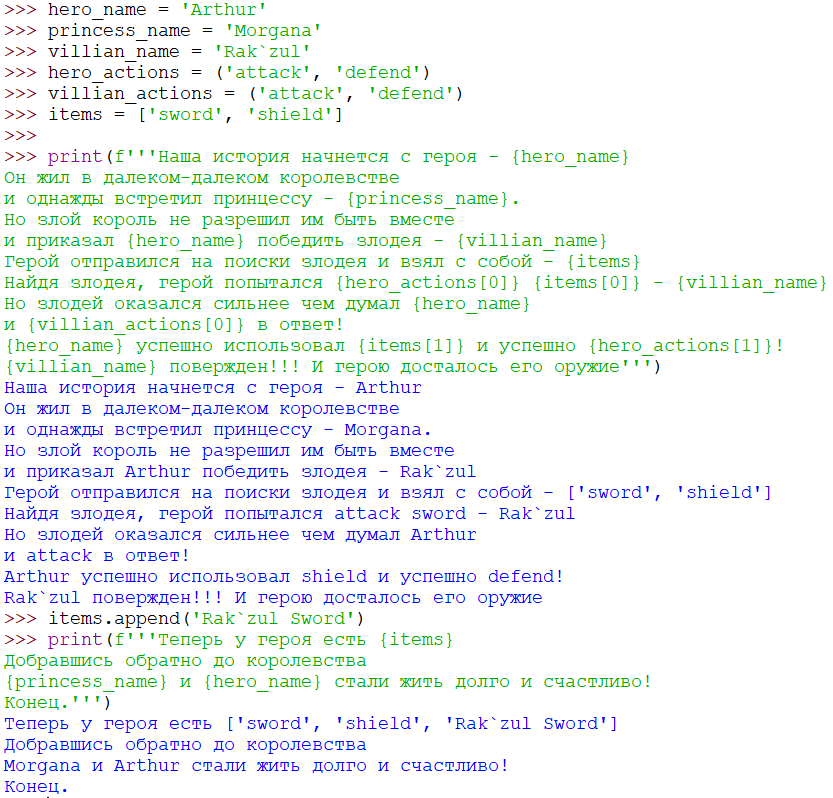 >>> hero_name = 'Arthur'
>>> princess_name = 'Morgana'
>>> villian_name = 'Rak`zul'
>>> hero_actions = ('attack', 'defend')
>>> villian_actions = ('attack', 'defend')
>>> items = ['sword', 'shield']
>>>
>>> print(f'''Наша история начнется с героя - {hero_name}
Он жил в далеком-далеком королевстве
и однажды встретил принцессу - {princess_name}.
Но злой король не разрешил им быть вместе
и приказал {hero_name} победить злодея - {villian_name}
Герой отправился на поиски злодея и взял с собой - {items}
Найдя злодея, герой попытался {hero_actions[0]} {items[0]} - {villian_name}
Но злодей оказался сильнее чем думал {hero_name}
и {villian_actions[0]} в ответ!
{hero_name} успешно использовал {items[1]} и успешно {hero_actions[1]}!
{villian_name} повержден!!! И герою досталось его оружие''')
Наша история начнется с героя - Arthur
Он жил в далеком-далеком королевстве
и однажды встретил принцессу - Morgana.
Но злой король не разрешил им быть вместе
и приказал Arthur победить злодея - Rak`zul
Герой отправился на поиски злодея и взял с собой - ['sword', 'shield']
Найдя злодея, герой попытался attack sword - Rak`zul
Но злодей оказался сильнее чем думал Arthur
и attack в ответ!
Arthur успешно использовал shield и успешно defend!
Rak`zul повержден!!! И герою досталось его оружие
>>> items.append('Rak`zul Sword')
>>> print(f'''Теперь у героя есть {items}
Добравшись обратно до королевства
{princess_name} и {hero_name} стали жить долго и счастливо!
Конец.''')
Теперь у героя есть ['sword', 'shield', 'Rak`zul Sword']
Добравшись обратно до королевства
Morgana и Arthur стали жить долго и счастливо!
Конец.